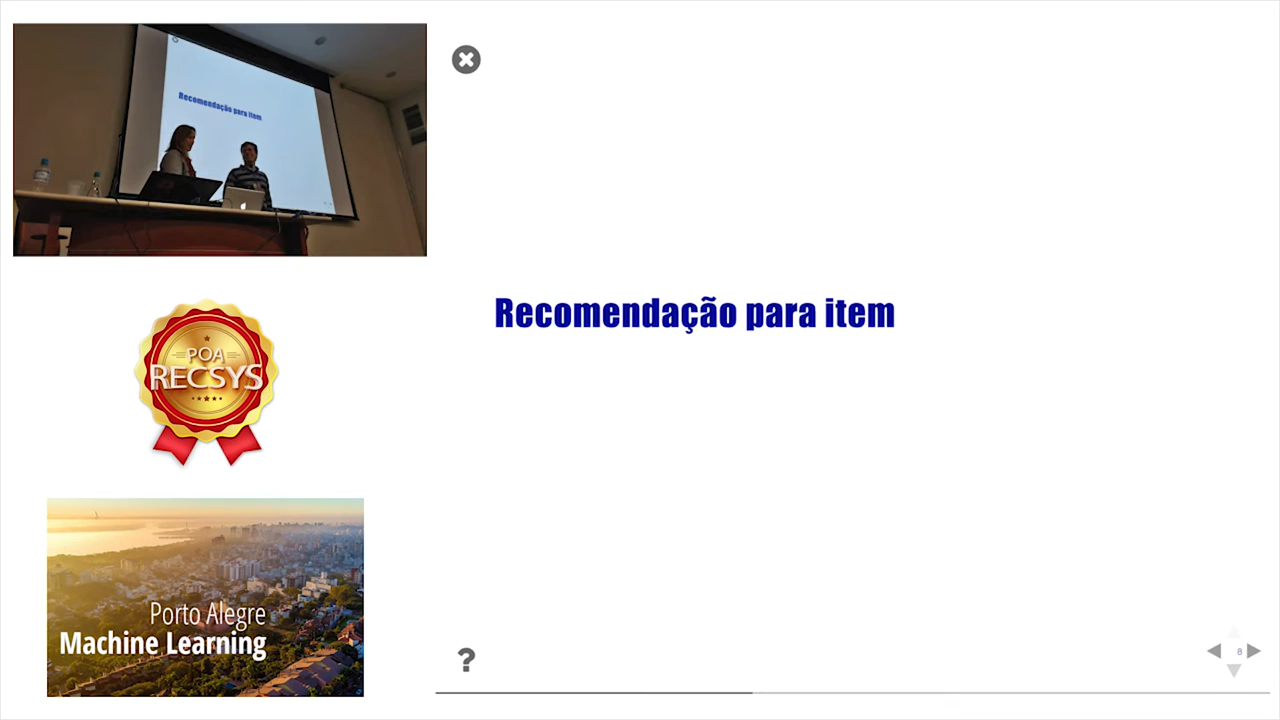 Recomendação para item
Recomendação para item
POA
RECSYS
Porto Alegre
Machine Learning
?
8